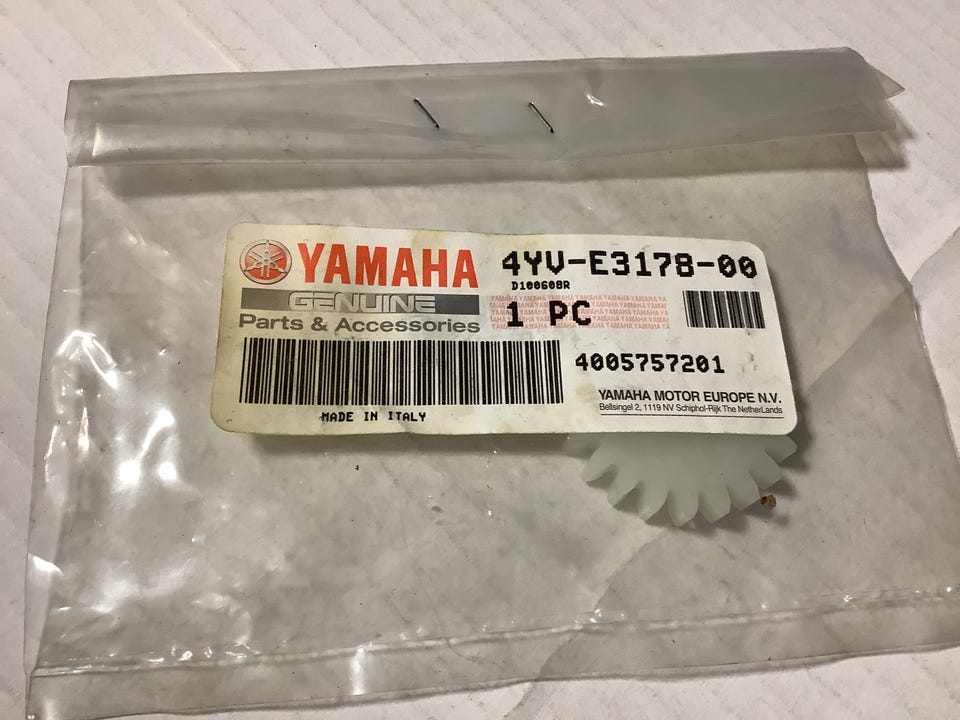 YAMAHA
GENUINE
Parts & Accessories
4YV-E3178-00
D100608R
1 PC
4005757201
MADE IN ITALY
YAMAHA MOTOR EUROPE N.V.
Bellsingel 2, 1119 NV Schiphol-Rijk The NetherLands